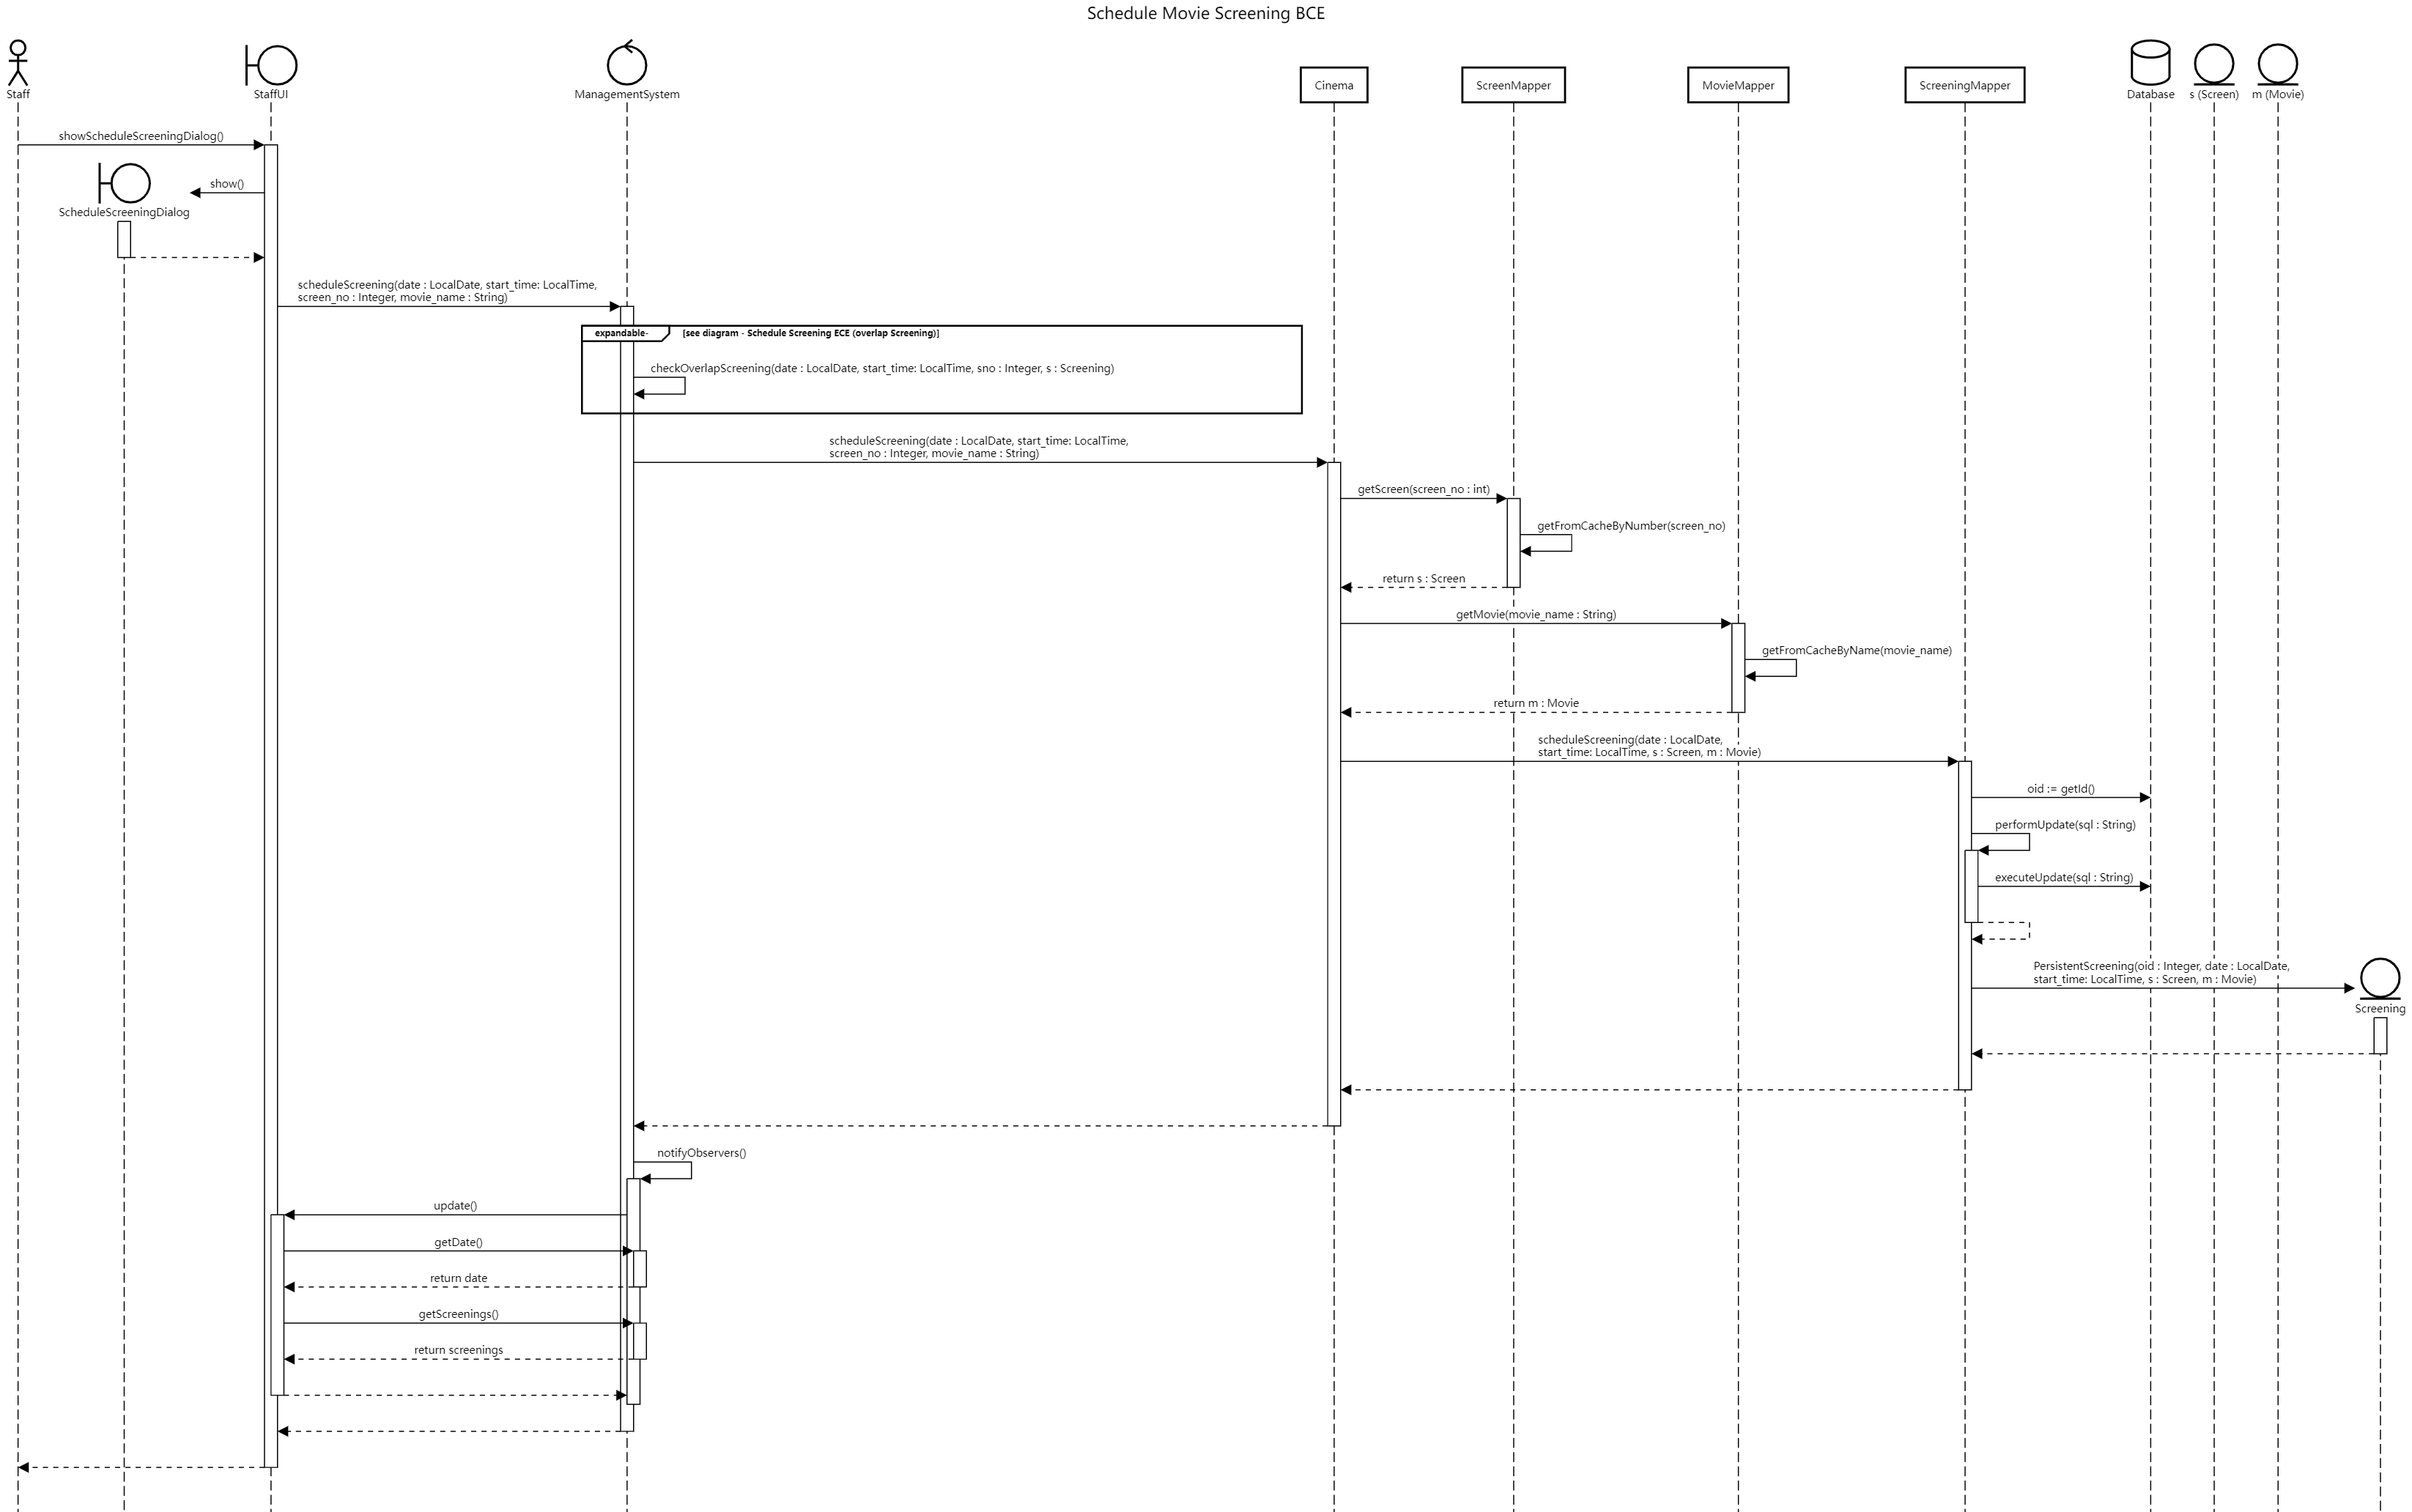 Schedule Movie Screening BCE
Staff
StaffUI
ManagementSystem
Cinema
ScreenMapper
MovieMapper
ScreeningMapper
Database
s (Screen)
m (Movie)
showScheduleScreeningDialog()
show()
ScheduleScreeningDialog
scheduleScreening(date : LocalDate, start_time: LocalTime,
screen_no : Integer, movie_name : String)
expandable-
[see diagram - Schedule Screening ECE (overlap Screening)]
checkOverlapScreening(date : LocalDate, start_time: LocalTime, sno : Integer, s : Screening)
scheduleScreening(date : LocalDate, start_time: LocalTime,
screen_no : Integer, movie_name : String)
getScreen(screen_no : int)
getFromCacheByNumber(screen_no)
return s : Screen
getMovie(movie_name : String)
getFromCacheByName(movie_name)
return m : Movie
scheduleScreening(date : LocalDate,
start_time: LocalTime, s : Screen, m : Movie)
oid := getId()
performUpdate(sql : String)
executeUpdate(sql : String)
PersistentScreening(oid : Integer, date : LocalDate,
start_time: LocalTime, s : Screen, m : Movie)
Screening
notifyObservers()
update()
getDate()
return date
getScreenings()
return screenings